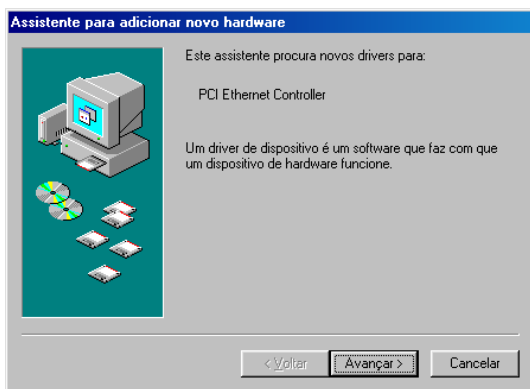 Assistente para adicionar novo hardware
Este assistente procura novos drivers para:
PCI Ethernet Controller
Um driver de dispositivo é um software que faz com que
um dispositivo de hardware funcione.
< Voltar
Avançar >
Cancelar